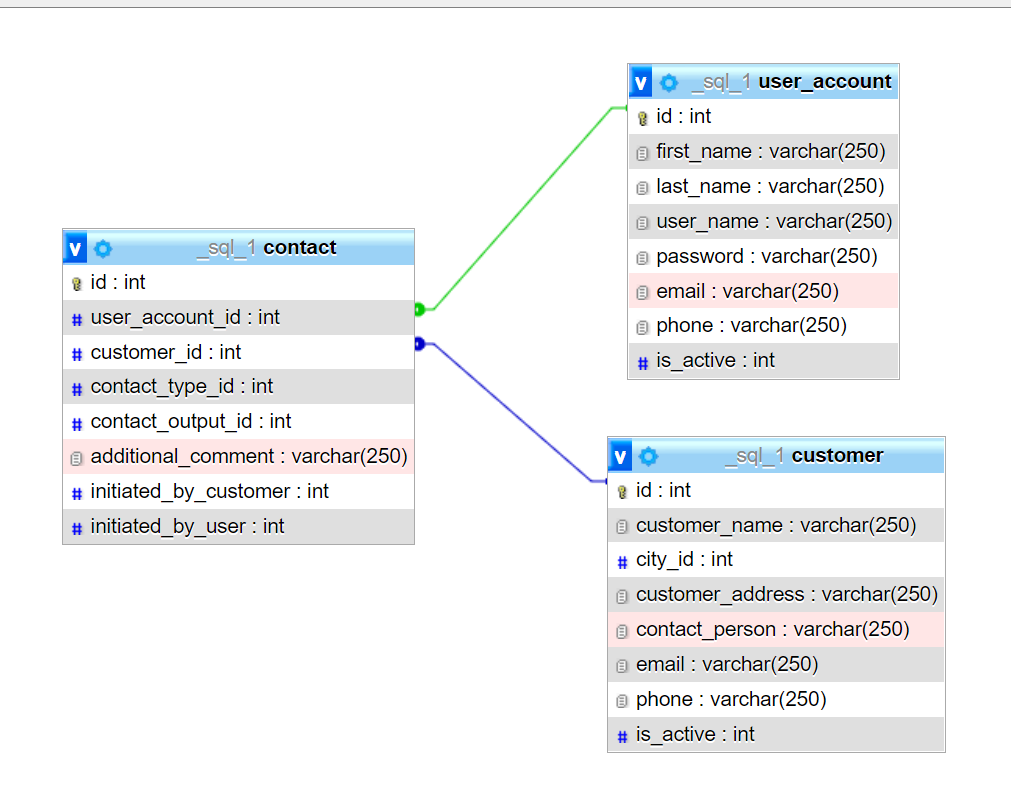 v _sql_1 user_account
id : int
first_name : varchar(250)
last_name : varchar(250)
user_name : varchar(250)
password : varchar(250)
email : varchar(250)
phone : varchar(250)
# is_active : int
v _sql_1 contact
id : int
# user_account_id : int
# customer_id : int
# contact_type_id : int
# contact_output_id : int
additional_comment : varchar(250)
# initiated_by_customer : int
# initiated_by_user : int
v _sql_1 customer
id : int
customer_name : varchar(250)
# city_id : int
customer_address : varchar(250)
contact_person : varchar(250)
email : varchar(250)
phone : varchar(250)
# is_active : int